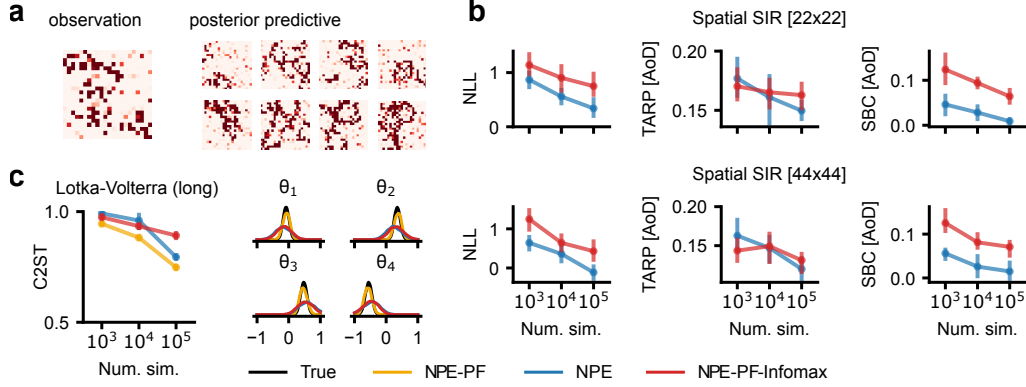 a
observation
posterior predictive
b
Spatial SIR [22x22]
NLL
1
0
TARP [AoD]
0.20
0.15
SBC [AoD]
0.1
0.0
Spatial SIR [44x44]
NLL
1
0
10³ 10⁴ 10⁵
Num. sim.
TARP [AoD]
0.20
0.15
10³ 10⁴ 10⁵
Num. sim.
SBC [AoD]
0.1
0.0
10³ 10⁴ 10⁵
Num. sim.
c
Lotka-Volterra (long)
C2ST
1.0
0.5
10³ 10⁴ 10⁵
Num. sim.
θ₁ θ₂
θ₃ θ₄
−1 0 1 −1 0 1
True NPE-PF NPE NPE-PF-Infomax